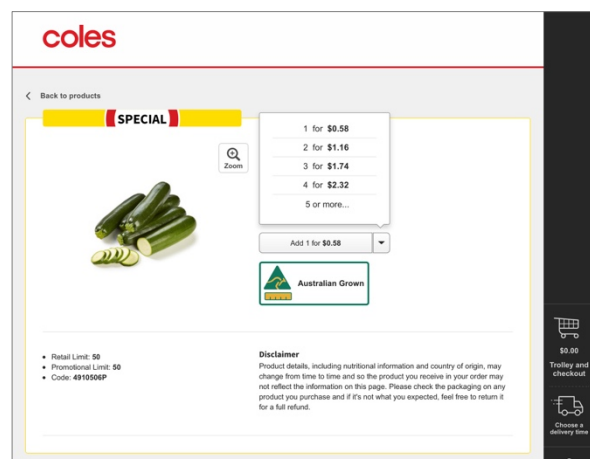 coles
Back to products
SPECIAL
Zoom
1 for $0.58
2 for $1.16
3 for $1.74
4 for $2.32
5 or more...
Add 1 for $0.58
Australian Grown
Retail Limit: 50
Promotional Limit: 50
Code: 4910506P
Disclaimer
Product details, including nutritional information and country of origin, may
change from time to time and so the product you receive in your order may
not reflect the information on this page. Please check the packaging on any
product you purchase and if it's not what you expected, feel free to return it
for a full refund.
$0.00
Trolley and
checkout
Choose a
delivery time